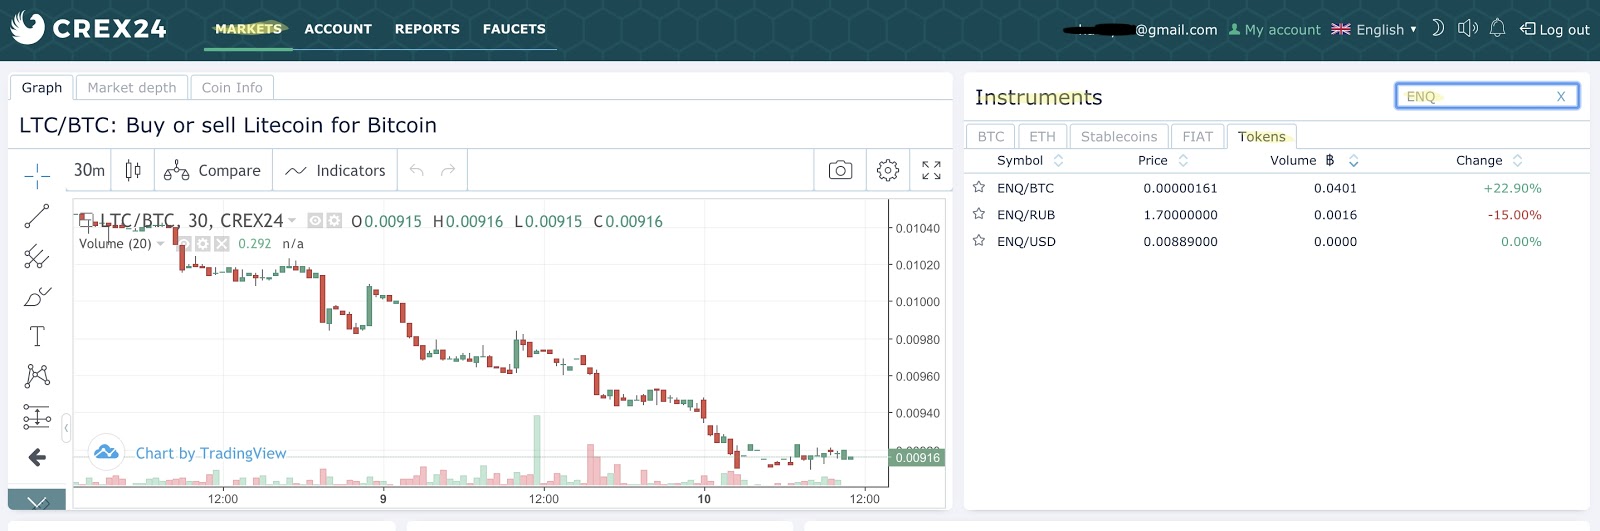 CREX24
MARKETS ACCOUNT REPORTS FAUCETS
@gmail.com My account English Log out
Graph Market depth Coin Info
LTC/BTC: Buy or sell Litecoin for Bitcoin
30m Compare Indicators
LTC/BTC, 30, CREX24 O 0.00915 H 0.00916 L 0.00915 C 0.00916
Volume (20) 0.292 n/a
0.01040
0.01020
0.01000
0.00980
0.00960
0.00940
0.00916
Chart by TradingView
12:00 9 12:00 10 12:00
Instruments
ENQ X
BTC ETH Stablecoins FIAT Tokens
Symbol Price Volume ฿ Change
ENQ/BTC 0.00000161 0.0401 +22.90%
ENQ/RUB 1.70000000 0.0016 -15.00%
ENQ/USD 0.00889000 0.0000 0.00%